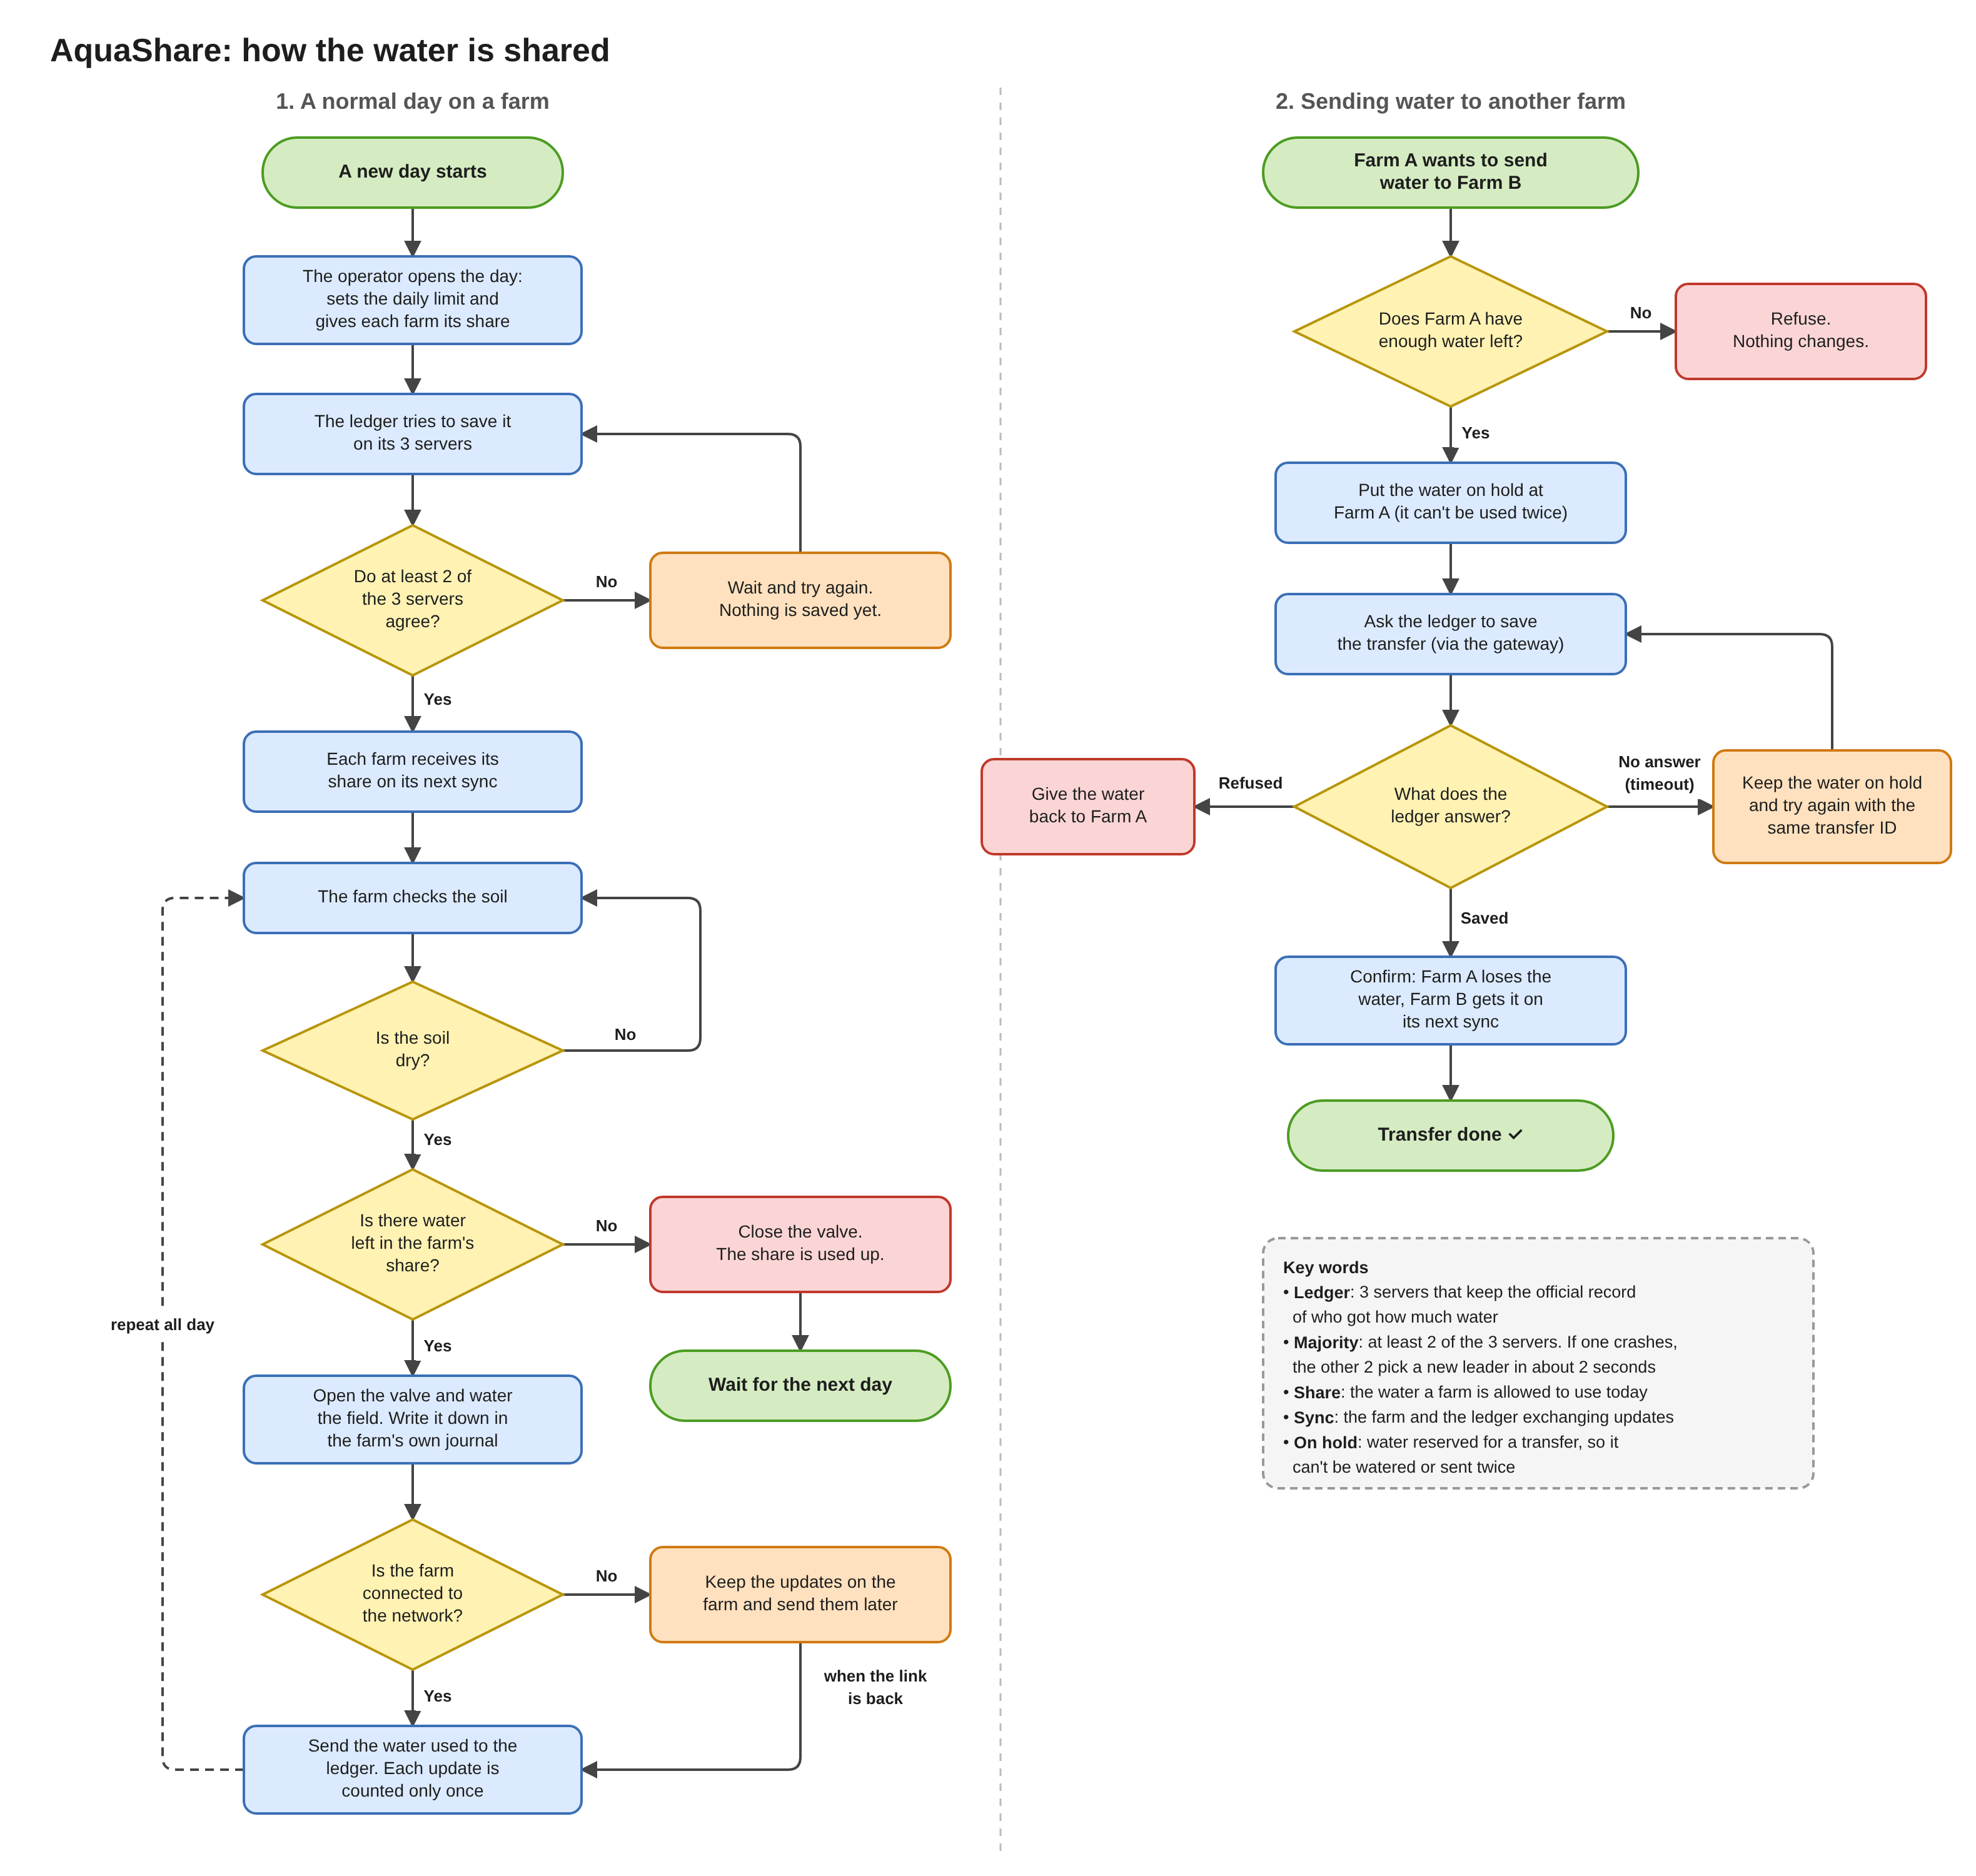 AquaShare: how the water is shared
1. A normal day on a farm
A new day starts
The operator opens the day:
sets the daily limit and
gives each farm its share
The ledger tries to save it
on its 3 servers
Do at least 2 of
the 3 servers
agree?
No
Wait and try again.
Nothing is saved yet.
Yes
Each farm receives its
share on its next sync
The farm checks the soil
Is the soil
dry?
No
Yes
Is there water
left in the farm's
share?
No
Close the valve.
The share is used up.
Wait for the next day
repeat all day
Yes
Open the valve and water
the field. Write it down in
the farm's own journal
Is the farm
connected to
the network?
No
Keep the updates on the
farm and send them later
when the link
is back
Yes
Send the water used to the
ledger. Each update is
counted only once
2. Sending water to another farm
Farm A wants to send
water to Farm B
Does Farm A have
enough water left?
No
Refuse.
Nothing changes.
Yes
Put the water on hold at
Farm A (it can't be used twice)
Ask the ledger to save
the transfer (via the gateway)
What does the
ledger answer?
Refused
Give the water
back to Farm A
No answer
(timeout)
Keep the water on hold
and try again with the
same transfer ID
Saved
Confirm: Farm A loses the
water, Farm B gets it on
its next sync
Transfer done ✓
Key words
• Ledger: 3 servers that keep the official record
of who got how much water
• Majority: at least 2 of the 3 servers. If one crashes,
the other 2 pick a new leader in about 2 seconds
• Share: the water a farm is allowed to use today
• Sync: the farm and the ledger exchanging updates
• On hold: water reserved for a transfer, so it
can't be watered or sent twice